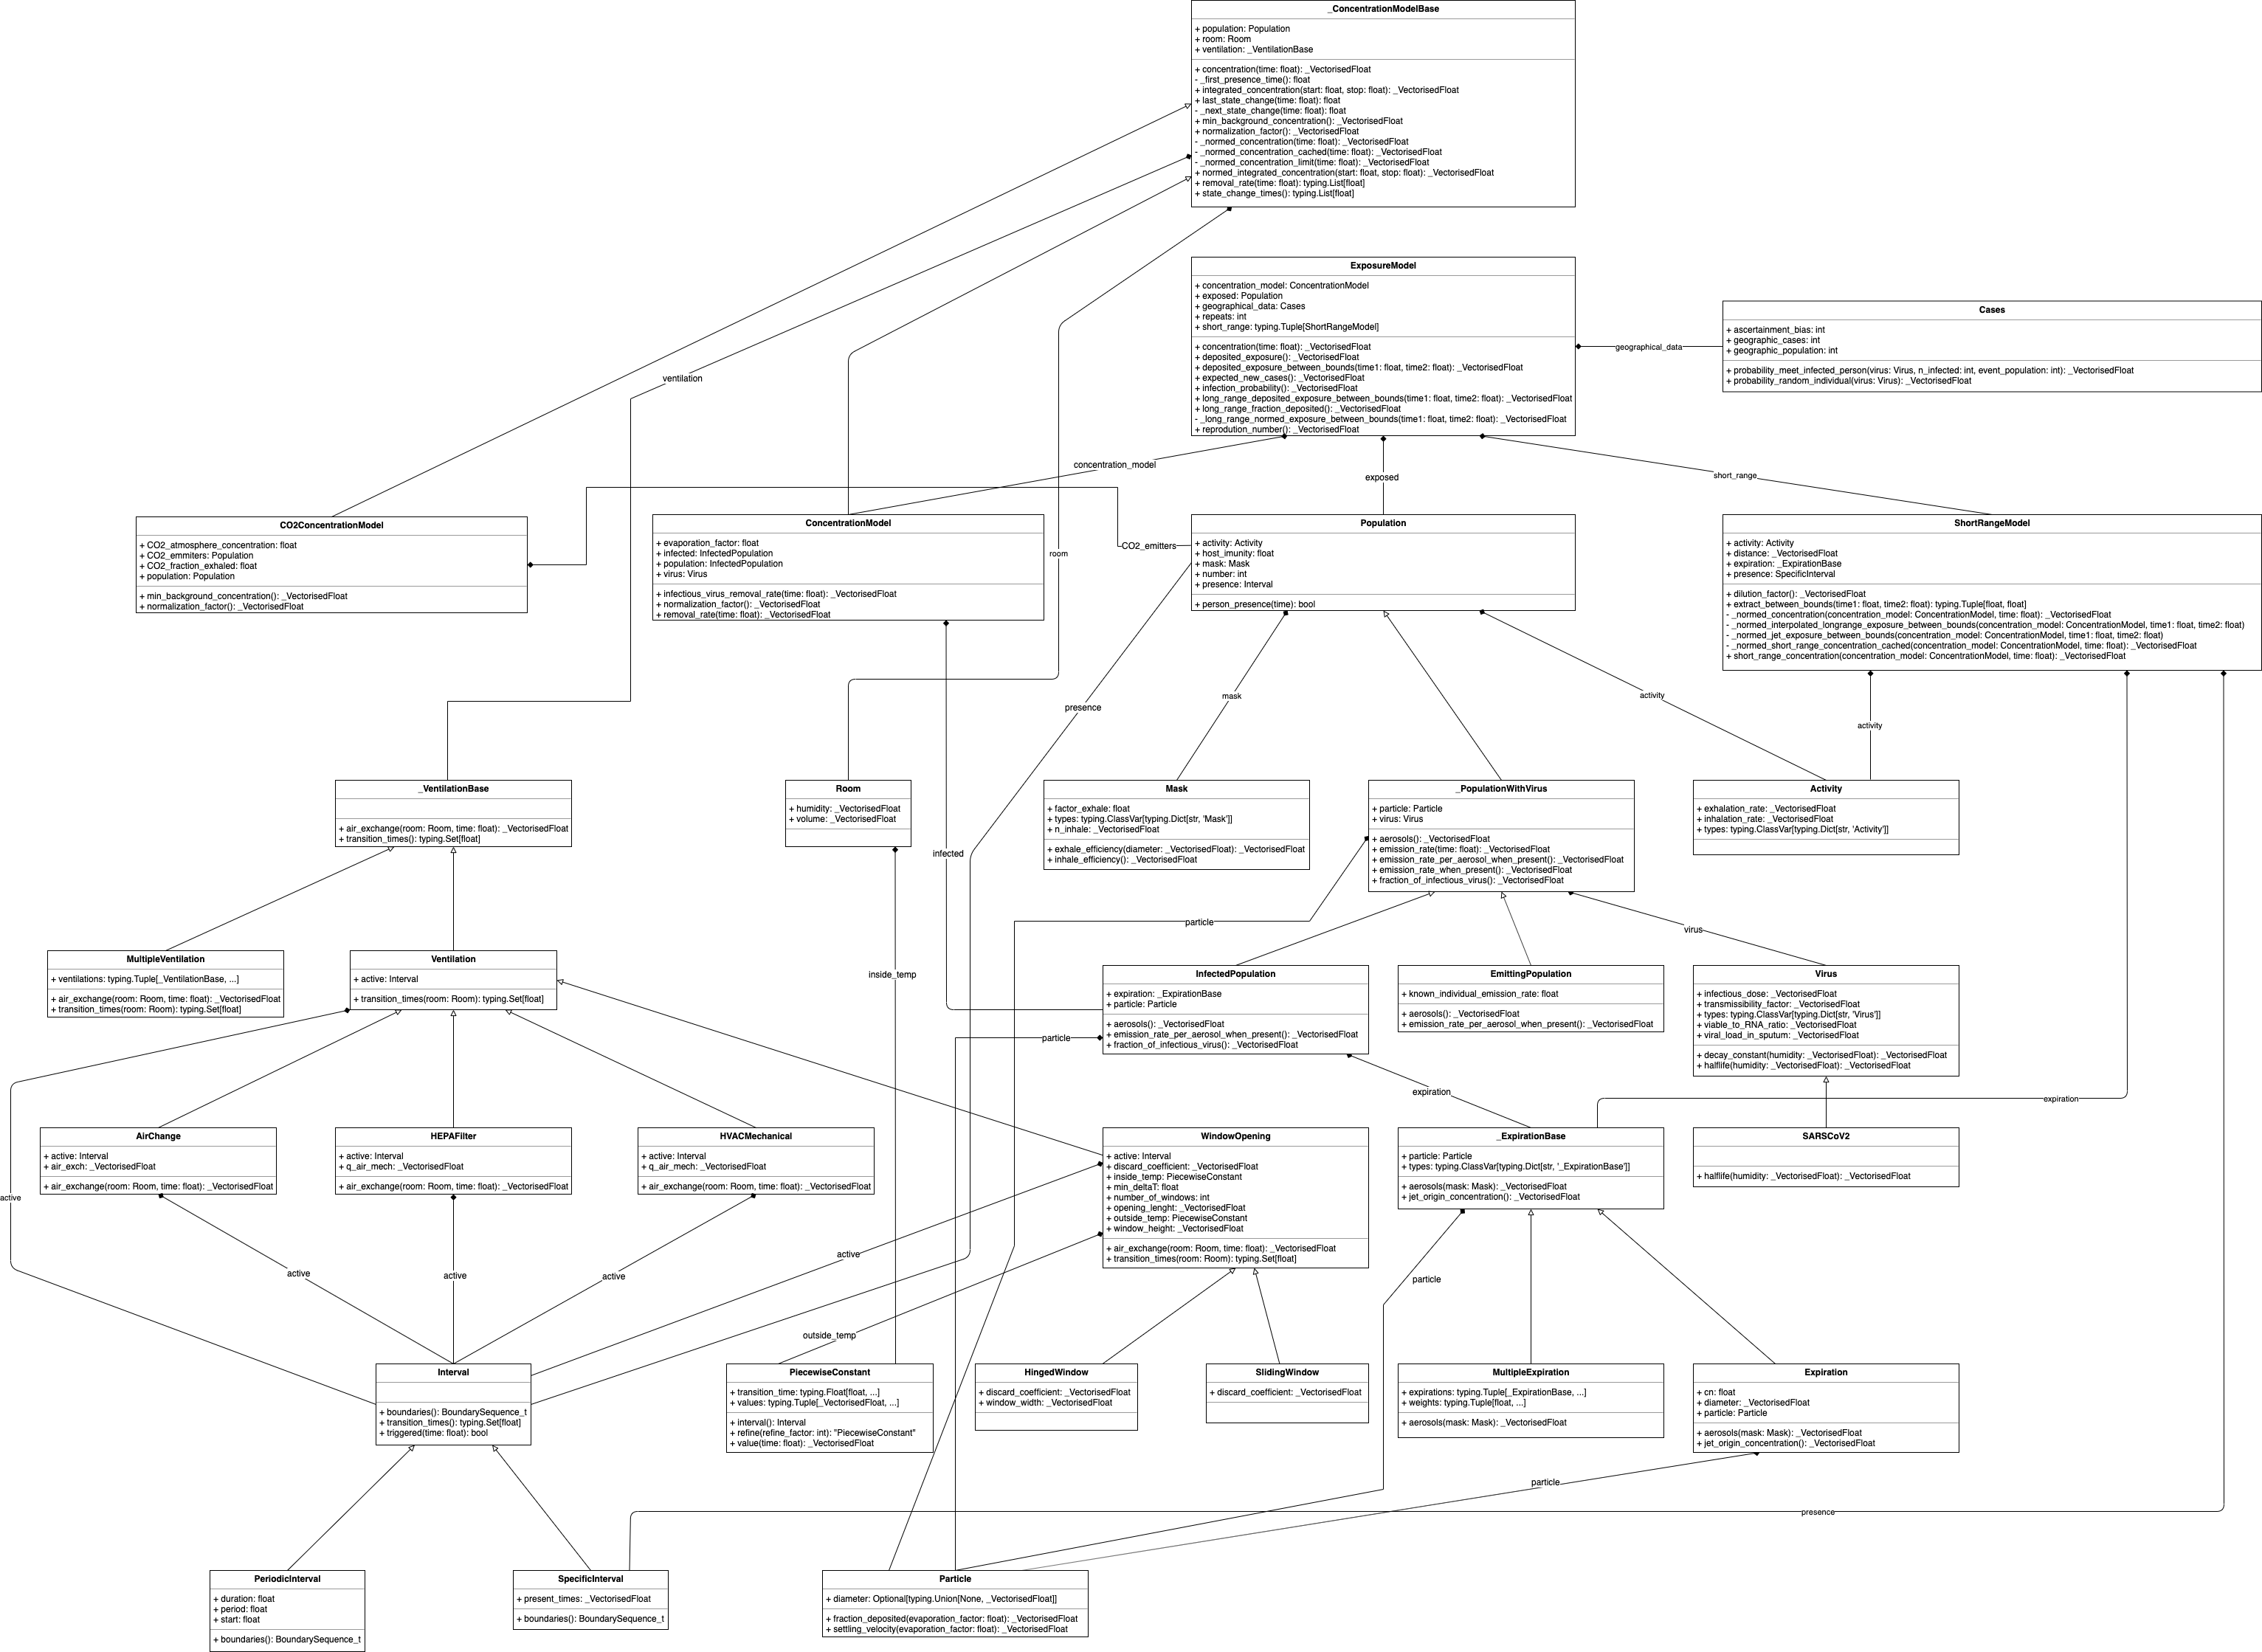 _ConcentrationModelBase
+ population: Population
+ room: Room
+ ventilation: _VentilationBase
+ concentration(time: float): _VectorisedFloat
- _first_presence_time(): float
+ integrated_concentration(start: float, stop: float): _VectorisedFloat
+ last_state_change(time: float): float
- _next_state_change(time: float): float
+ min_background_concentration(): _VectorisedFloat
+ normalization_factor(): _VectorisedFloat
- _normed_concentration(time: float): _VectorisedFloat
- _normed_concentration_cached(time: float): _VectorisedFloat
- _normed_concentration_limit(time: float): _VectorisedFloat
+ normed_integrated_concentration(start: float, stop: float): _VectorisedFloat
+ removal_rate(time: float): typing.List[float]
+ state_change_times(): typing.List[float]
ExposureModel
+ concentration_model: ConcentrationModel
+ exposed: Population
+ geographical_data: Cases
+ repeats: int
+ short_range: typing.Tuple[ShortRangeModel]
+ concentration(time: float): _VectorisedFloat
+ deposited_exposure(): _VectorisedFloat
+ deposited_exposure_between_bounds(time1: float, time2: float): _VectorisedFloat
+ expected_new_cases(): _VectorisedFloat
+ infection_probability(): _VectorisedFloat
+ long_range_deposited_exposure_between_bounds(time1: float, time2: float): _VectorisedFloat
+ long_range_fraction_deposited(): _VectorisedFloat
- _long_range_normed_exposure_between_bounds(time1: float, time2: float): _VectorisedFloat
+ reprodution_number(): _VectorisedFloat
geographical_data
Cases
+ ascertainment_bias: int
+ geographic_cases: int
+ geographic_population: int
+ probability_meet_infected_person(virus: Virus, n_infected: int, event_population: int): _VectorisedFloat
+ probability_random_individual(virus: Virus): _VectorisedFloat
ventilation
concentration_model
exposed
short_range
CO2ConcentrationModel
+ CO2_atmosphere_concentration: float
+ CO2_emmiters: Population
+ CO2_fraction_exhaled: float
+ population: Population
+ min_background_concentration(): _VectorisedFloat
+ normalization_factor(): _VectorisedFloat
ConcentrationModel
+ evaporation_factor: float
+ infected: InfectedPopulation
+ population: InfectedPopulation
+ virus: Virus
+ infectious_virus_removal_rate(time: float): _VectorisedFloat
+ normalization_factor(): _VectorisedFloat
+ removal_rate(time: float): _VectorisedFloat
room
CO2_emitters
Population
+ activity: Activity
+ host_imunity: float
+ mask: Mask
+ number: int
+ presence: Interval
+ person_presence(time): bool
ShortRangeModel
+ activity: Activity
+ distance: _VectorisedFloat
+ expiration: _ExpirationBase
+ presence: SpecificInterval
+ dilution_factor(): _VectorisedFloat
+ extract_between_bounds(time1: float, time2: float): typing.Tuple[float, float]
- _normed_concentration(concentration_model: ConcentrationModel, time: float): _VectorisedFloat
- _normed_interpolated_longrange_exposure_between_bounds(concentration_model: ConcentrationModel, time1: float, time2: float)
- _normed_jet_exposure_between_bounds(concentration_model: ConcentrationModel, time1: float, time2: float)
- _normed_short_range_concentration_cached(concentration_model: ConcentrationModel, time: float): _VectorisedFloat
+ short_range_concentration(concentration_model: ConcentrationModel, time: float): _VectorisedFloat
presence
mask
activity
activity
_VentilationBase
+ air_exchange(room: Room, time: float): _VectorisedFloat
+ transition_times(): typing.Set[float]
Room
+ humidity: _VectorisedFloat
+ volume: _VectorisedFloat
Mask
+ factor_exhale: float
+ types: typing.ClassVar[typing.Dict[str, 'Mask']]
+ n_inhale: _VectorisedFloat
+ exhale_efficiency(diameter: _VectorisedFloat): _VectorisedFloat
+ inhale_efficiency(): _VectorisedFloat
_PopulationWithVirus
+ particle: Particle
+ virus: Virus
+ aerosols(): _VectorisedFloat
+ emission_rate(time: float): _VectorisedFloat
+ emission_rate_per_aerosol_when_present(): _VectorisedFloat
+ emission_rate_when_present(): _VectorisedFloat
+ fraction_of_infectious_virus(): _VectorisedFloat
Activity
+ exhalation_rate: _VectorisedFloat
+ inhalation_rate: _VectorisedFloat
+ types: typing.ClassVar[typing.Dict[str, 'Activity']]
infected
particle
virus
inside_temp
MultipleVentilation
+ ventilations: typing.Tuple[_VentilationBase, ...]
+ air_exchange(room: Room, time: float): _VectorisedFloat
+ transition_times(room: Room): typing.Set[float]
Ventilation
+ active: Interval
+ transition_times(room: Room): typing.Set[float]
InfectedPopulation
+ expiration: _ExpirationBase
+ particle: Particle
+ aerosols(): _VectorisedFloat
+ emission_rate_per_aerosol_when_present(): _VectorisedFloat
+ fraction_of_infectious_virus(): _VectorisedFloat
EmittingPopulation
+ known_individual_emission_rate: float
+ aerosols(): _VectorisedFloat
+ emission_rate_per_aerosol_when_present(): _VectorisedFloat
Virus
+ infectious_dose: _VectorisedFloat
+ transmissibility_factor: _VectorisedFloat
+ types: typing.ClassVar[typing.Dict[str, 'Virus']]
+ viable_to_RNA_ratio: _VectorisedFloat
+ viral_load_in_sputum: _VectorisedFloat
+ decay_constant(humidity: _VectorisedFloat): _VectorisedFloat
+ halflife(humidity: _VectorisedFloat): _VectorisedFloat
particle
expiration
expiration
AirChange
+ active: Interval
+ air_exch: _VectorisedFloat
+ air_exchange(room: Room, time: float): _VectorisedFloat
HEPAFilter
+ active: Interval
+ q_air_mech: _VectorisedFloat
+ air_exchange(room: Room, time: float): _VectorisedFloat
HVACMechanical
+ active: Interval
+ q_air_mech: _VectorisedFloat
+ air_exchange(room: Room, time: float): _VectorisedFloat
WindowOpening
+ active: Interval
+ discard_coefficient: _VectorisedFloat
+ inside_temp: PiecewiseConstant
+ min_deltaT: float
+ number_of_windows: int
+ opening_lenght: _VectorisedFloat
+ outside_temp: PiecewiseConstant
+ window_height: _VectorisedFloat
+ air_exchange(room: Room, time: float): _VectorisedFloat
+ transition_times(room: Room): typing.Set[float]
_ExpirationBase
+ particle: Particle
+ types: typing.ClassVar[typing.Dict[str, '_ExpirationBase']]
+ aerosols(mask: Mask): _VectorisedFloat
+ jet_origin_concentration(): _VectorisedFloat
SARSCoV2
+ halflife(humidity: _VectorisedFloat): _VectorisedFloat
active
active
active
active
active
particle
outside_temp
Interval
+ boundaries(): BoundarySequence_t
+ transition_times(): typing.Set[float]
+ triggered(time: float): bool
PiecewiseConstant
+ transition_time: typing.Float[float, ...]
+ values: typing.Tuple[_VectorisedFloat, ...]
+ interval(): Interval
+ refine(refine_factor: int): "PiecewiseConstant"
+ value(time: float): _VectorisedFloat
HingedWindow
+ discard_coefficient: _VectorisedFloat
+ window_width: _VectorisedFloat
SlidingWindow
+ discard_coefficient: _VectorisedFloat
MultipleExpiration
+ expirations: typing.Tuple[_ExpirationBase, ...]
+ weights: typing.Tuple[float, ...]
+ aerosols(mask: Mask): _VectorisedFloat
Expiration
+ cn: float
+ diameter: _VectorisedFloat
+ particle: Particle
+ aerosols(mask: Mask): _VectorisedFloat
+ jet_origin_concentration(): _VectorisedFloat
particle
presence
PeriodicInterval
+ duration: float
+ period: float
+ start: float
+ boundaries(): BoundarySequence_t
SpecificInterval
+ present_times: _VectorisedFloat
+ boundaries(): BoundarySequence_t
Particle
+ diameter: Optional[typing.Union[None, _VectorisedFloat]]
+ fraction_deposited(evaporation_factor: float): _VectorisedFloat
+ settling_velocity(evaporation_factor: float): _VectorisedFloat